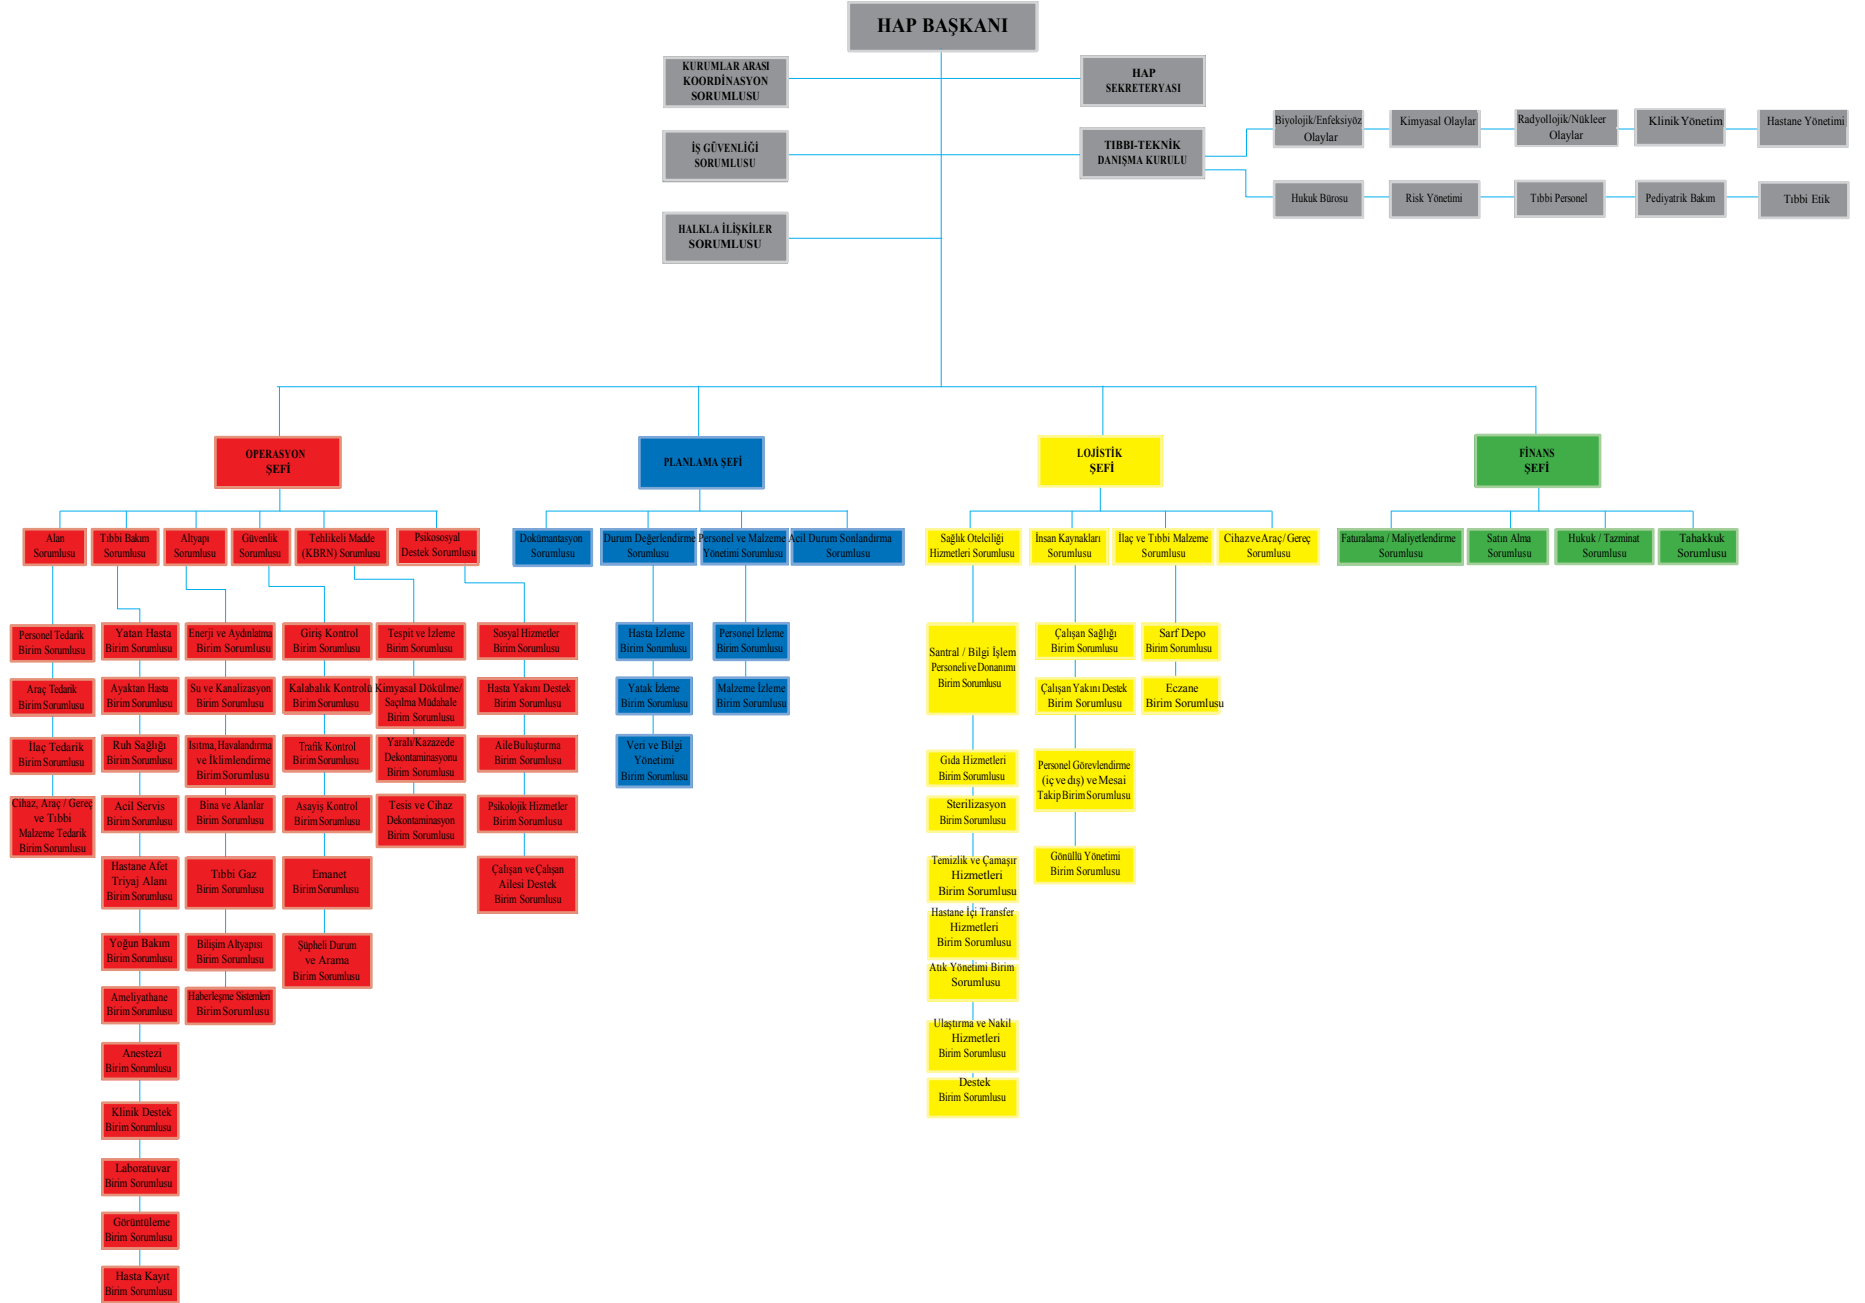 HAP BAŞKANI
KURUMLAR ARASI
KOORDİNASYON
SORUMLUSU
HAP
SEKRETERYASI
İŞ GÜVENLİĞİ
SORUMLUSU
TIBBI-TEKNİK
DANIŞMA KURULU
Biyolojik/Enfeksiyöz
Olaylar
Kimyasal Olaylar
Radyollojik/Nükleer
Olaylar
Klinik Yönetim
Hastane Yönetimi
Hukuk Bürosu
Risk Yönetimi
Tıbbi Personel
Pediyatrik Bakım
Tıbbi Etik
HALKLA İLİŞKİLER
SORUMLUSU
OPERASYON
ŞEFİ
PLANLAMA ŞEFİ
LOJİSTİK
ŞEFİ
FİNANS
ŞEFİ
Alan
Sorumlusu
Tıbbi Bakım
Sorumlusu
Altyapı
Sorumlusu
Güvenlik
Sorumlusu
Tehlikeli Madde
(KBRN) Sorumlusu
Psikososyal
Destek Sorumlusu
Dokümantasyon
Sorumlusu
Durum Değerlendirme
Sorumlusu
Personel ve Malzeme
Yönetimi Sorumlusu
Acil Durum Sonlandırma
Sorumlusu
Sağlık Otelciliği
Hizmetleri Sorumlusu
İnsan Kaynakları
Sorumlusu
İlaç ve Tıbbi Malzeme
Sorumlusu
Cihaz ve Araç / Gereç
Sorumlusu
Faturalama / Maliyetlendirme
Sorumlusu
Satın Alma
Sorumlusu
Hukuk / Tazminat
Sorumlusu
Tahakkuk
Sorumlusu
Personel Tedarik
Birim Sorumlusu
Araç Tedarik
Birim Sorumlusu
İlaç Tedarik
Birim Sorumlusu
Cihaz, Araç / Gereç
ve Tıbbi
Malzeme Tedarik
Birim Sorumlusu
Yatan Hasta
Birim Sorumlusu
Ayaktan Hasta
Birim Sorumlusu
Ruh Sağlığı
Birim Sorumlusu
Acil Servis
Birim Sorumlusu
Hastane Afet
Triyaj Alanı
Birim Sorumlusu
Yoğun Bakım
Birim Sorumlusu
Ameliyathane
Birim Sorumlusu
Anestezi
Birim Sorumlusu
Klinik Destek
Birim Sorumlusu
Laboratuvar
Birim Sorumlusu
Görüntüleme
Birim Sorumlusu
Hasta Kayıt
Birim Sorumlusu
Enerji ve Aydınlatma
Birim Sorumlusu
Su ve Kanalizasyon
Birim Sorumlusu
Isıtma, Havalandırma
ve İklimlendirme
Birim Sorumlusu
Bina ve Alanlar
Birim Sorumlusu
Tıbbi Gaz
Birim Sorumlusu
Bilişim Altyapısı
Birim Sorumlusu
Haberleşme Sistemleri
Birim Sorumlusu
Giriş Kontrol
Birim Sorumlusu
Kalabalık Kontrolü
Birim Sorumlusu
Trafik Kontrol
Birim Sorumlusu
Asayiş Kontrol
Birim Sorumlusu
Emanet
Birim Sorumlusu
Şüpheli Durum
ve Arama
Birim Sorumlusu
Tespit ve İzleme
Birim Sorumlusu
Kimyasal Dökülme/
Saçılma Müdahale
Birim Sorumlusu
Yaralı/Kazazede
Dekontaminasyonu
Birim Sorumlusu
Tesis ve Cihaz
Dekontaminasyon
Birim Sorumlusu
Sosyal Hizmetler
Birim Sorumlusu
Hasta Yakını Destek
Birim Sorumlusu
Aile Buluşturma
Birim Sorumlusu
Psikolojik Hizmetler
Birim Sorumlusu
Çalışan ve Çalışan
Ailesi Destek
Birim Sorumlusu
Hasta İzleme
Birim Sorumlusu
Yatak İzleme
Birim Sorumlusu
Veri ve Bilgi
Yönetimi
Birim Sorumlusu
Personel İzleme
Birim Sorumlusu
Malzeme İzleme
Birim Sorumlusu
Santral / Bilgi İşlem
Personeli ve Donanımı
Birim Sorumlusu
Gıda Hizmetleri
Birim Sorumlusu
Sterilizasyon
Birim Sorumlusu
Temizlik ve Çamaşır
Hizmetleri
Birim Sorumlusu
Hastane İçi Transfer
Hizmetleri
Birim Sorumlusu
Atık Yönetimi Birim
Sorumlusu
Ulaştırma ve Nakil
Hizmetleri
Birim Sorumlusu
Destek
Birim Sorumlusu
Çalışan Sağlığı
Birim Sorumlusu
Çalışan Yakını Destek
Birim Sorumlusu
Personel Görevlendirme
(iç ve dış) ve Mesai
Takip Birim Sorumlusu
Gönüllü Yönetimi
Birim Sorumlusu
Sarf Depo
Birim Sorumlusu
Eczane
Birim Sorumlusu